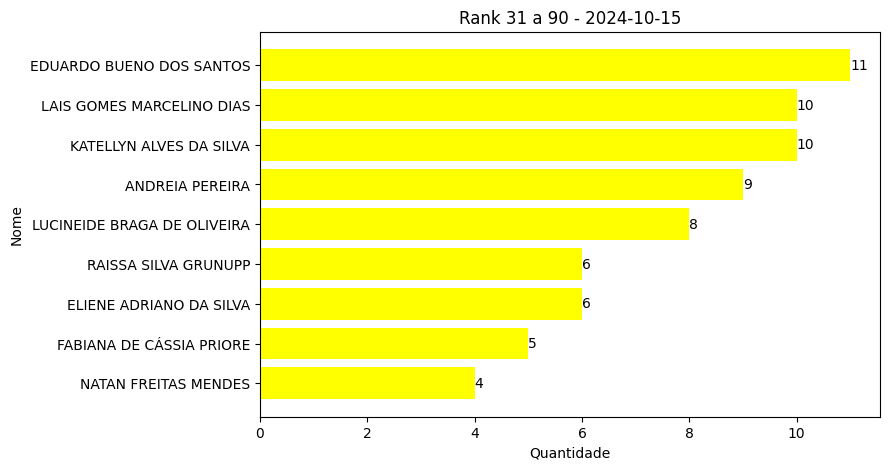 Rank 31 a 90 - 2024-10-15
Nome
EDUARDO BUENO DOS SANTOS 11
LAIS GOMES MARCELINO DIAS 10
KATELLYN ALVES DA SILVA 10
ANDREIA PEREIRA 9
LUCINEIDE BRAGA DE OLIVEIRA 8
RAISSA SILVA GRUNUPP 6
ELIENE ADRIANO DA SILVA 6
FABIANA DE CÁSSIA PRIORE 5
NATAN FREITAS MENDES 4
0 2 4 6 8 10
Quantidade